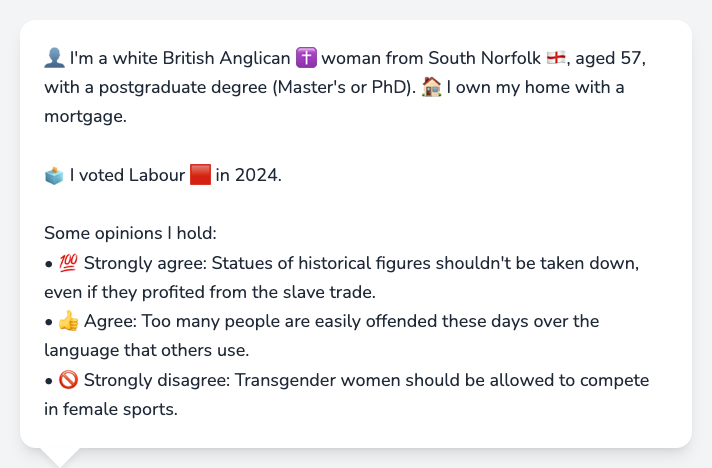 👤 I'm a white British Anglican ✝️ woman from South Norfolk 🏴󠁧󠁢󠁥󠁮󠁧󠁿, aged 57,
with a postgraduate degree (Master's or PhD). 🏠 I own my home with a
mortgage.
🗳️ I voted Labour 🟥 in 2024.
Some opinions I hold:
• 💯 Strongly agree: Statues of historical figures shouldn't be taken down,
even if they profited from the slave trade.
• 👍 Agree: Too many people are easily offended these days over the
language that others use.
• 🚫 Strongly disagree: Transgender women should be allowed to compete
in female sports.